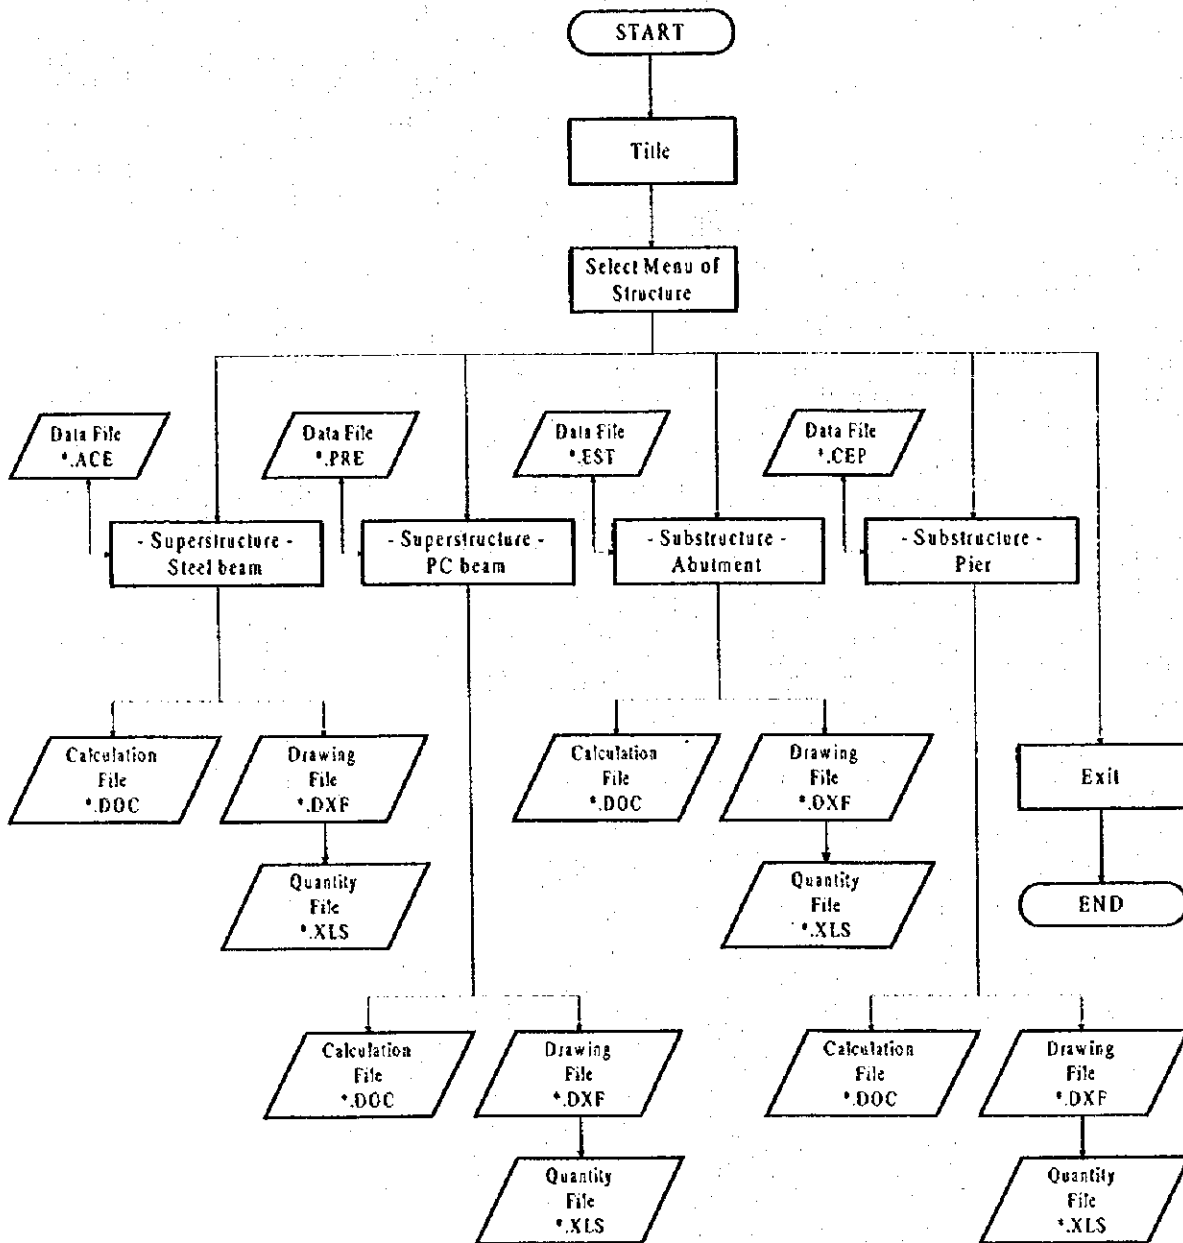 START
Title
Select Menu of
Structure
Data File
*.ACE
Data File
*.PRE
Data File
*.EST
Data File
*.CEP
- Superstructure -
Steel beam
- Superstructure -
PC beam
- Substructure -
Abutment
- Substructure -
Pier
Calculation
File
*.DOC
Drawing
File
*.DXF
Calculation
File
*.DOC
Drawing
File
*.DXF
Exit
Quantity
File
*.XLS
Quantity
File
*.XLS
END
Calculation
File
*.DOC
Drawing
File
*.DXF
Calculation
File
*.DOC
Drawing
File
*.DXF
Quantity
File
*.XLS
Quantity
File
*.XLS